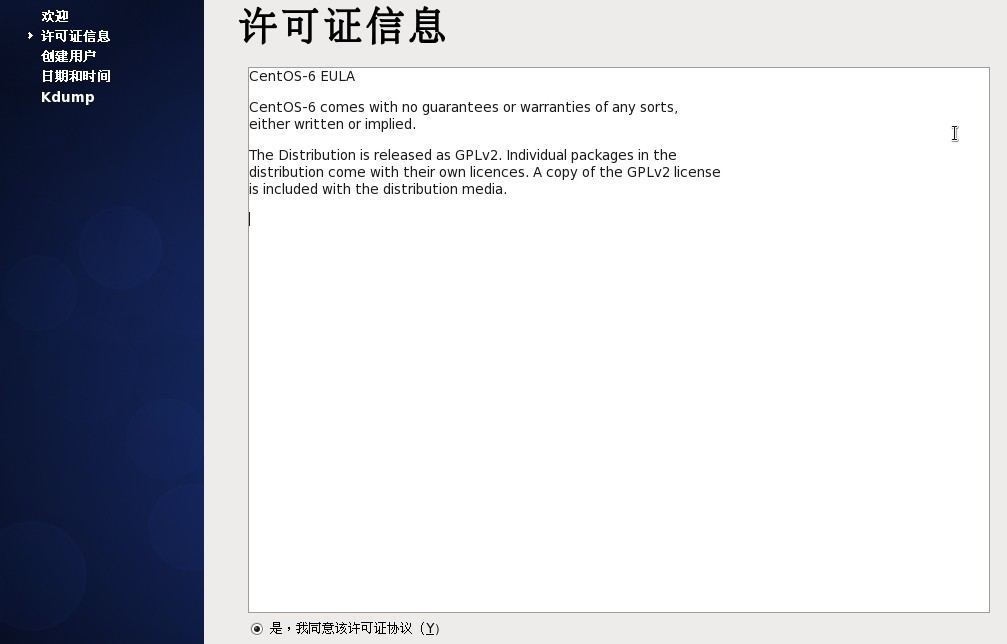 欢迎
许可证信息
创建用户
日期和时间
Kdump
许可证信息
CentOS-6 EULA
CentOS-6 comes with no guarantees or warranties of any sorts,
either written or implied.
The Distribution is released as GPLv2. Individual packages in the
distribution come with their own licences. A copy of the GPLv2 license
is included with the distribution media.
是，我同意该许可证协议（Y）